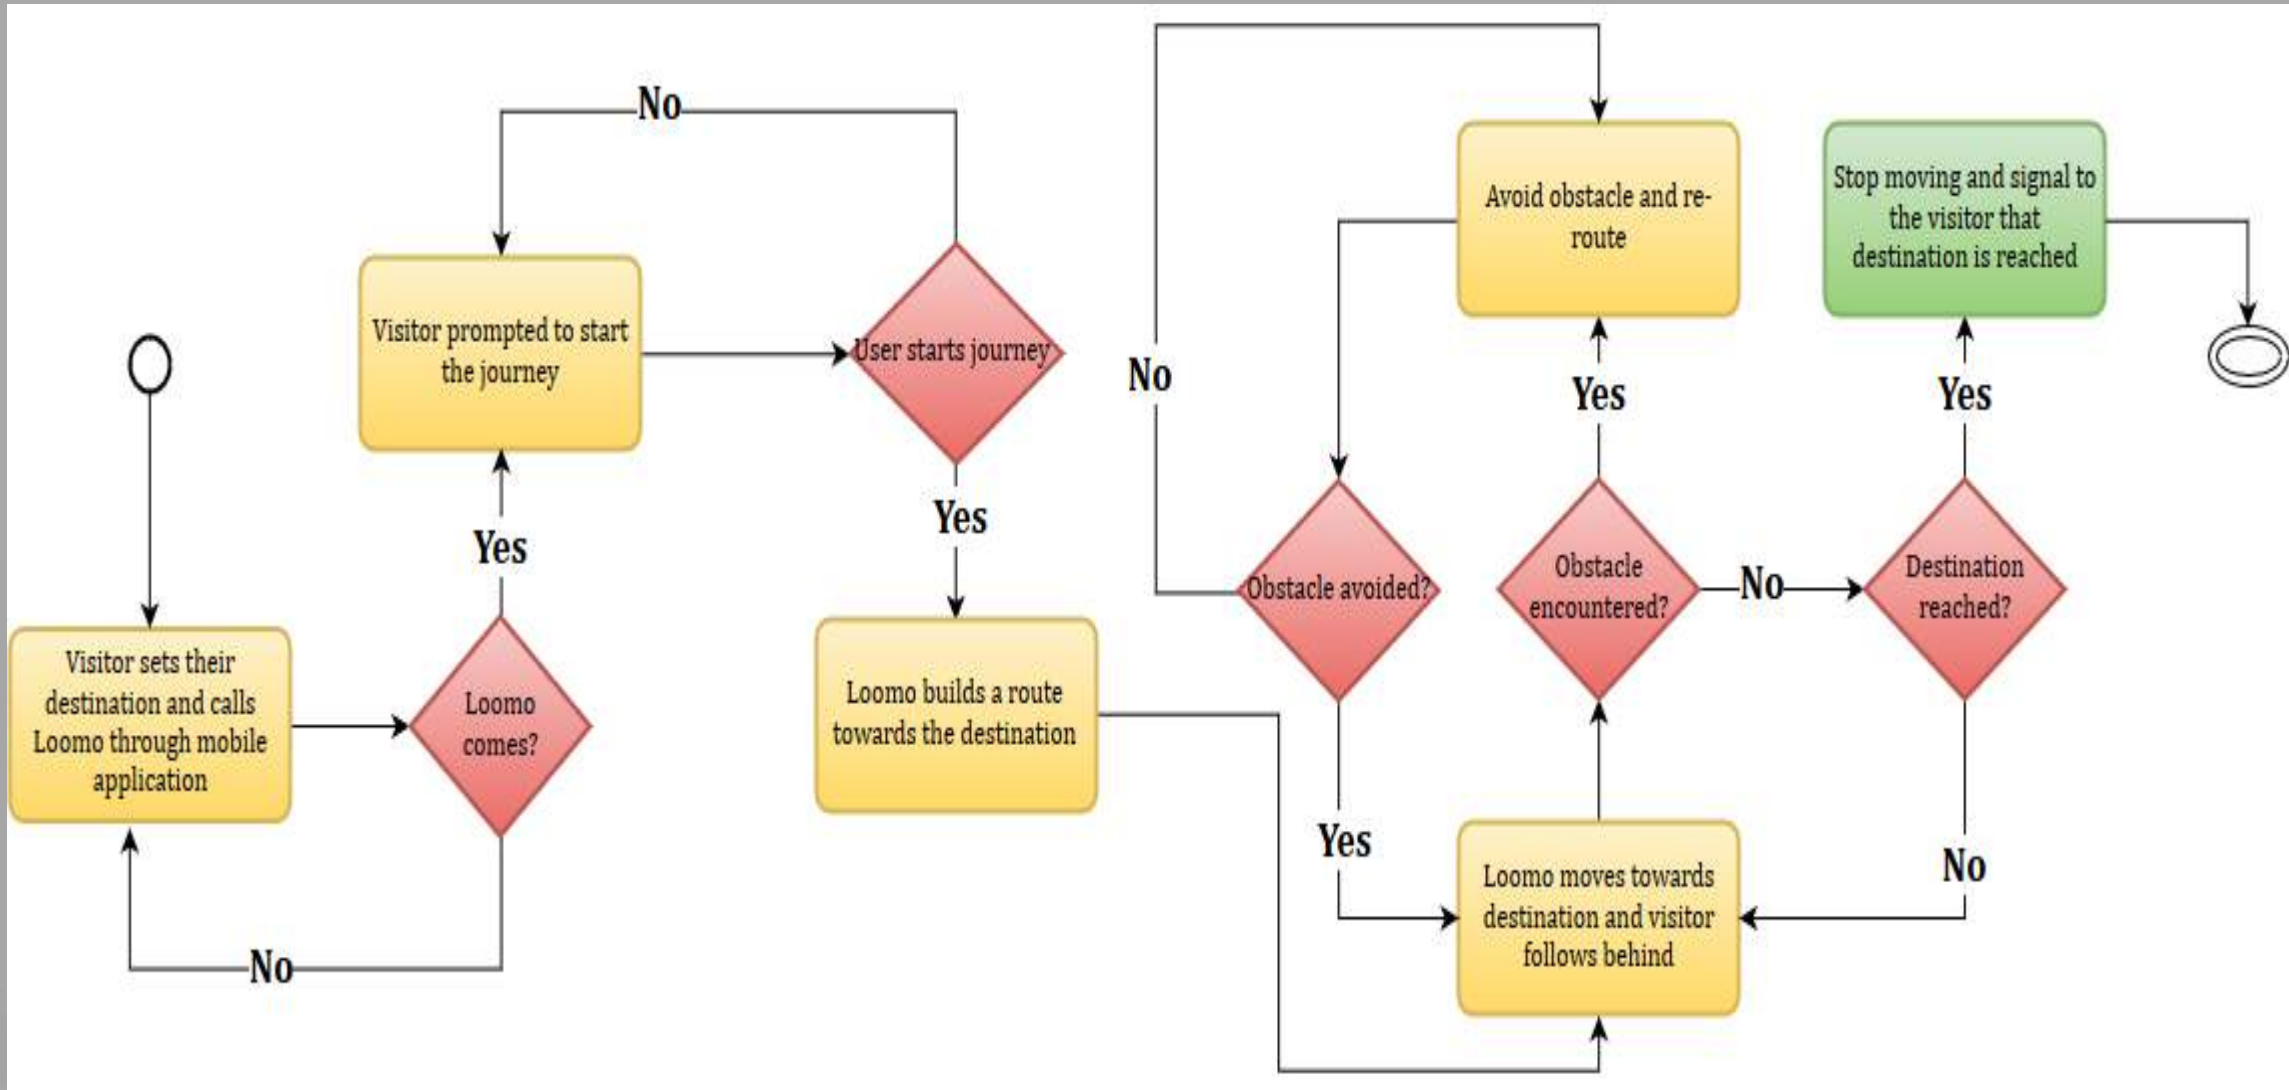 No
Visitor prompted to start
the journey
User starts journey
Yes
Yes
Visitor sets their
destination and calls
Loomo through mobile
application
Loomo
comes?
No
Loomo builds a route
towards the destination
No
Avoid obstacle and re-
route
Stop moving and signal to
the visitor that
destination is reached
Yes
Yes
Obstacle avoided?
Obstacle
encountered?
No
Destination
reached?
Yes
Loomo moves towards
destination and visitor
follows behind
No